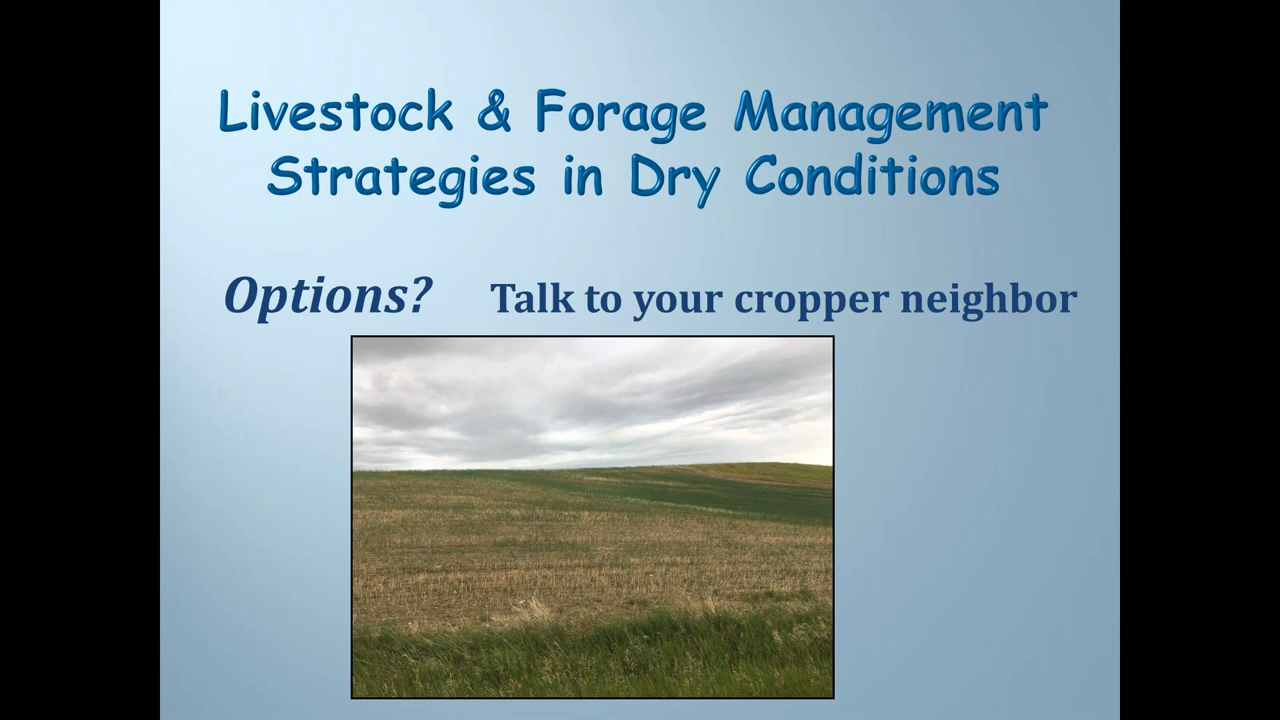 Livestock & Forage Management
Strategies in Dry Conditions
Options? Talk to your cropper neighbor